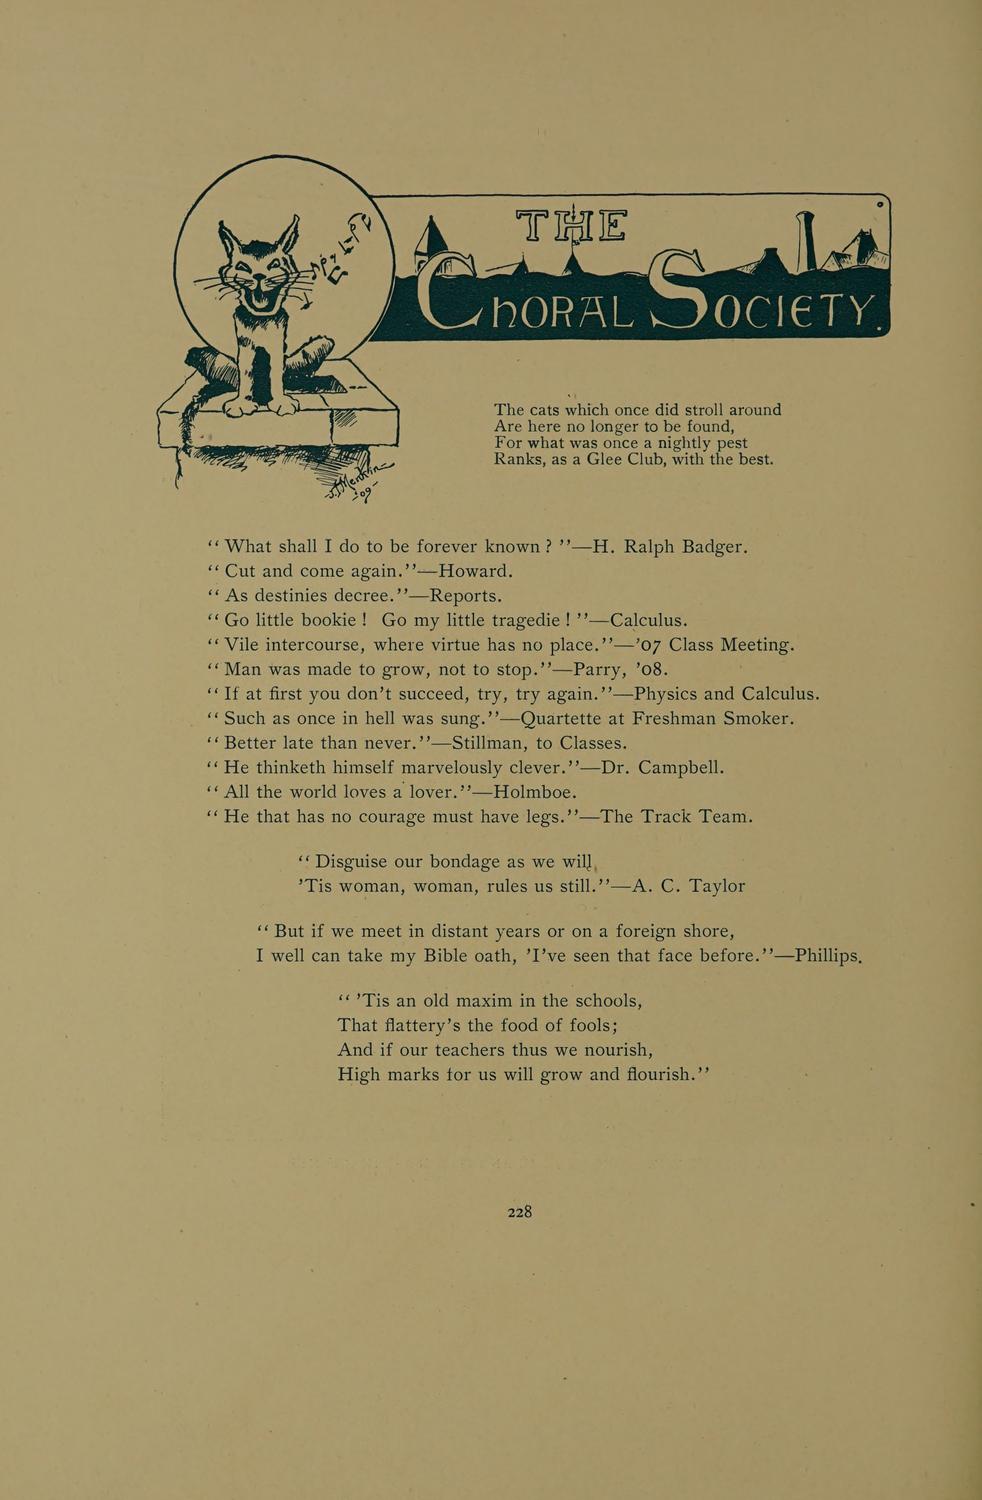 THE
CHORAL SOCIETY.
The cats which once did stroll around
Are here no longer to be found,
For what was once a nightly pest
Ranks, as a Glee Club, with the best.
'09
“ What shall I do to be forever known ? ”—H. Ralph Badger.
“ Cut and come again.”—Howard.
“ As destinies decree.”—Reports.
“ Go little bookie ! Go my little tragedie ! ”—Calculus.
“ Vile intercourse, where virtue has no place.”—’07 Class Meeting.
“ Man was made to grow, not to stop.”—Parry, ’08.
“ If at first you don’t succeed, try, try again.”—Physics and Calculus.
“ Such as once in hell was sung.”—Quartette at Freshman Smoker.
“ Better late than never.”—Stillman, to Classes.
“ He thinketh himself marvelously clever.”—Dr. Campbell.
“ All the world loves a lover.”—Holmboe.
“ He that has no courage must have legs.”—The Track Team.
“ Disguise our bondage as we will,
’Tis woman, woman, rules us still.”—A. C. Taylor
“ But if we meet in distant years or on a foreign shore,
I well can take my Bible oath, ’I’ve seen that face before.”—Phillips.
“ ’Tis an old maxim in the schools,
That flattery’s the food of fools;
And if our teachers thus we nourish,
High marks for us will grow and flourish.”
228